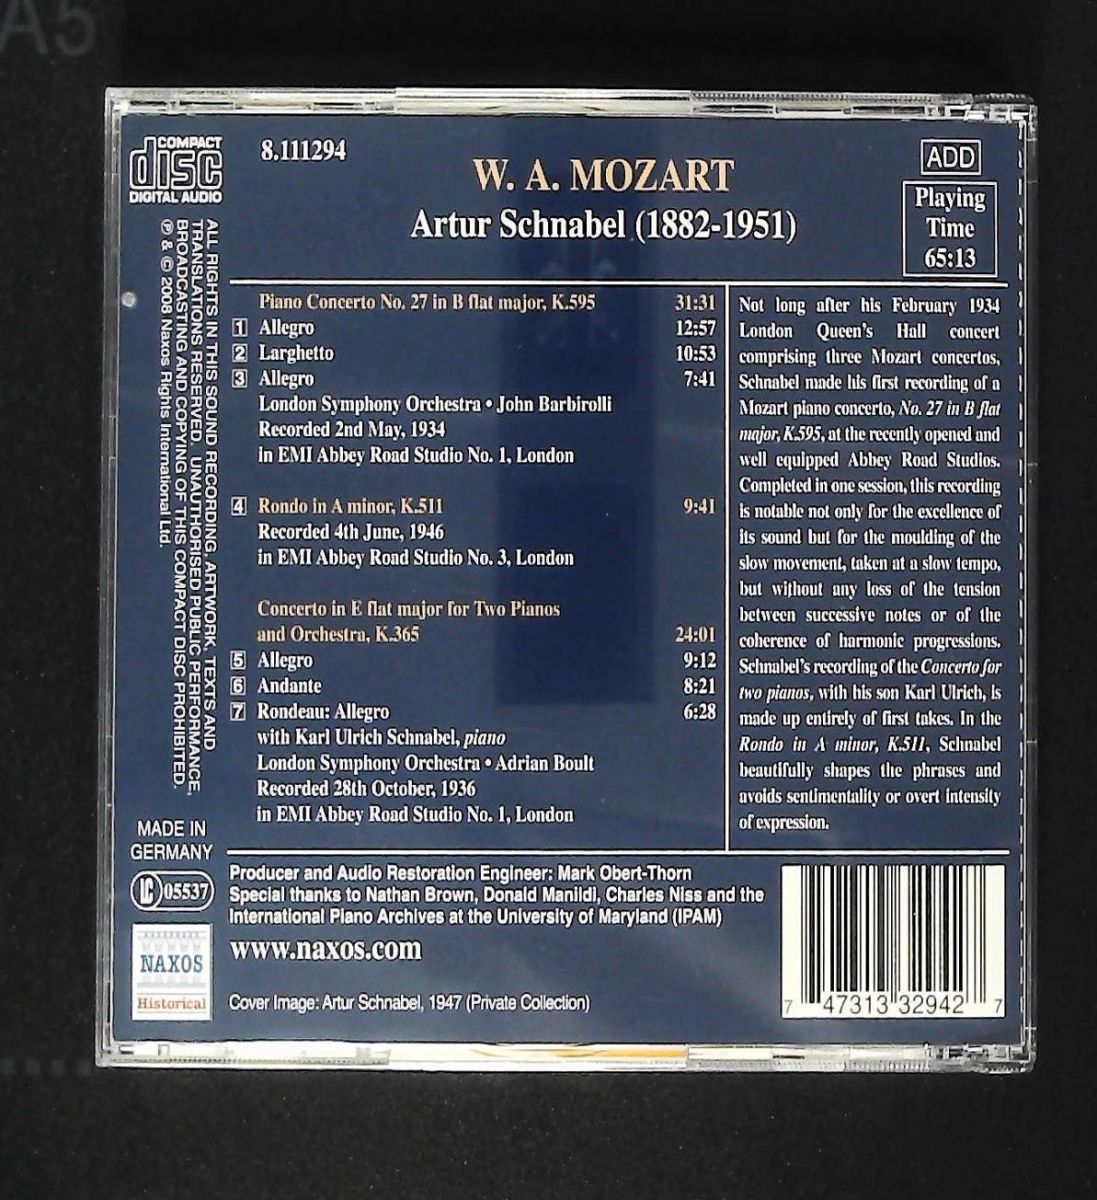 A5
COMPACT
disc
DIGITAL AUDIO
8.111294
W. A. MOZART
Artur Schnabel (1882-1951)
ADD
Playing
Time
65:13
ALL RIGHTS IN THIS SOUND RECORDING, ARTWORK, TEXTS AND
TRANSLATIONS RESERVED. UNAUTHORISED PUBLIC PERFORMANCE,
BROADCASTING AND COPYING OF THIS COMPACT DISC PROHIBITED.
℗ & © 2008 Naxos Rights International Ltd.
Piano Concerto No. 27 in B flat major, K.595 31:31
1 Allegro 12:57
2 Larghetto 10:53
3 Allegro 7:41
London Symphony Orchestra • John Barbirolli
Recorded 2nd May, 1934
in EMI Abbey Road Studio No. 1, London
4 Rondo in A minor, K.511 9:41
Recorded 4th June, 1946
in EMI Abbey Road Studio No. 3, London
Concerto in E flat major for Two Pianos
and Orchestra, K.365 24:01
5 Allegro 9:12
6 Andante 8:21
7 Rondeau: Allegro 6:28
with Karl Ulrich Schnabel, piano
London Symphony Orchestra • Adrian Boult
Recorded 28th October, 1936
in EMI Abbey Road Studio No. 1, London
Not long after his February 1934
London Queen's Hall concert
comprising three Mozart concertos,
Schnabel made his first recording of a
Mozart piano concerto, No. 27 in B flat
major, K.595, at the recently opened and
well equipped Abbey Road Studios.
Completed in one session, this recording
is notable not only for the excellence of
its sound but for the moulding of the
slow movement, taken at a slow tempo,
but without any loss of the tension
between successive notes or of the
coherence of harmonic progressions.
Schnabel's recording of the Concerto for
two pianos, with his son Karl Ulrich, is
made up entirely of first takes. In the
Rondo in A minor, K.511, Schnabel
beautifully shapes the phrases and
avoids sentimentality or overt intensity
of expression.
MADE IN
GERMANY
LC 05537
NAXOS
Historical
Producer and Audio Restoration Engineer: Mark Obert-Thorn
Special thanks to Nathan Brown, Donald Manildi, Charles Niss and the
International Piano Archives at the University of Maryland (IPAM)
www.naxos.com
Cover Image: Artur Schnabel, 1947 (Private Collection)
7 47313 32942 7